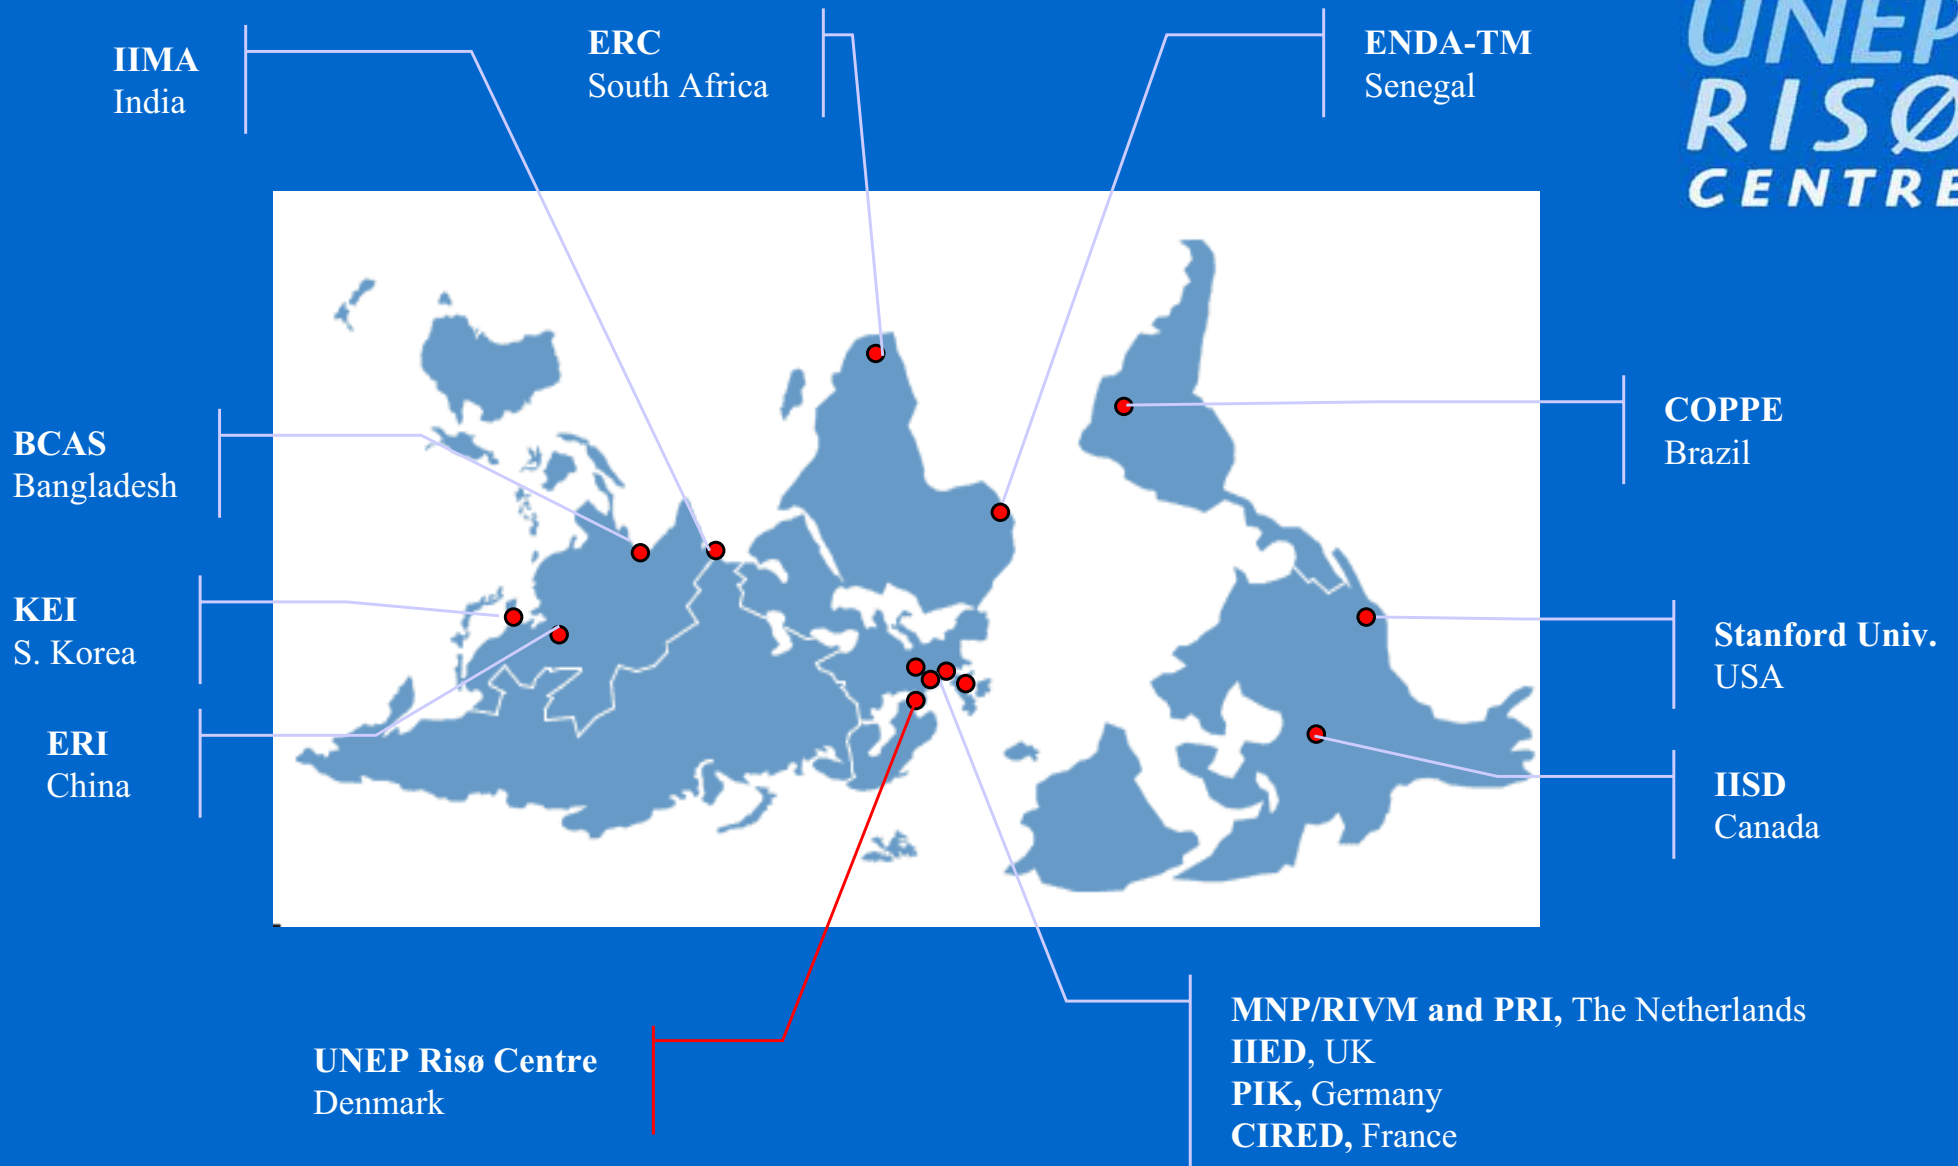 IIMA
India
ERC
South Africa
ENDA-TM
Senegal
UNEP
RISØ
CENTRE
BCAS
Bangladesh
COPPE
Brazil
KEI
S. Korea
Stanford Univ.
USA
ERI
China
IISD
Canada
UNEP Risø Centre
Denmark
MNP/RIVM and PRI, The Netherlands
IIED, UK
PIK, Germany
CIRED, France